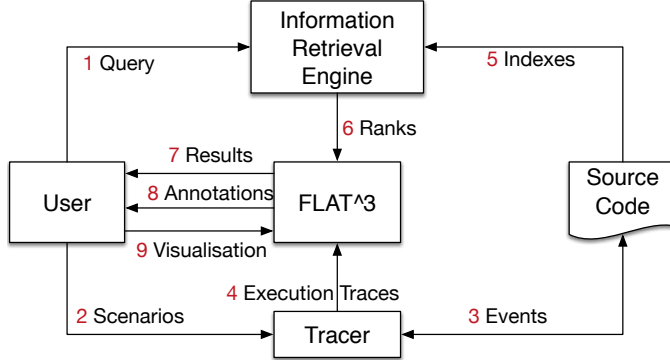 Information
Retrieval
Engine
1 Query
5 Indexes
6 Ranks
7 Results
User
8 Annotations
FLAT^3
Source
Code
9 Visualisation
4 Execution Traces
2 Scenarios
3 Events
Tracer